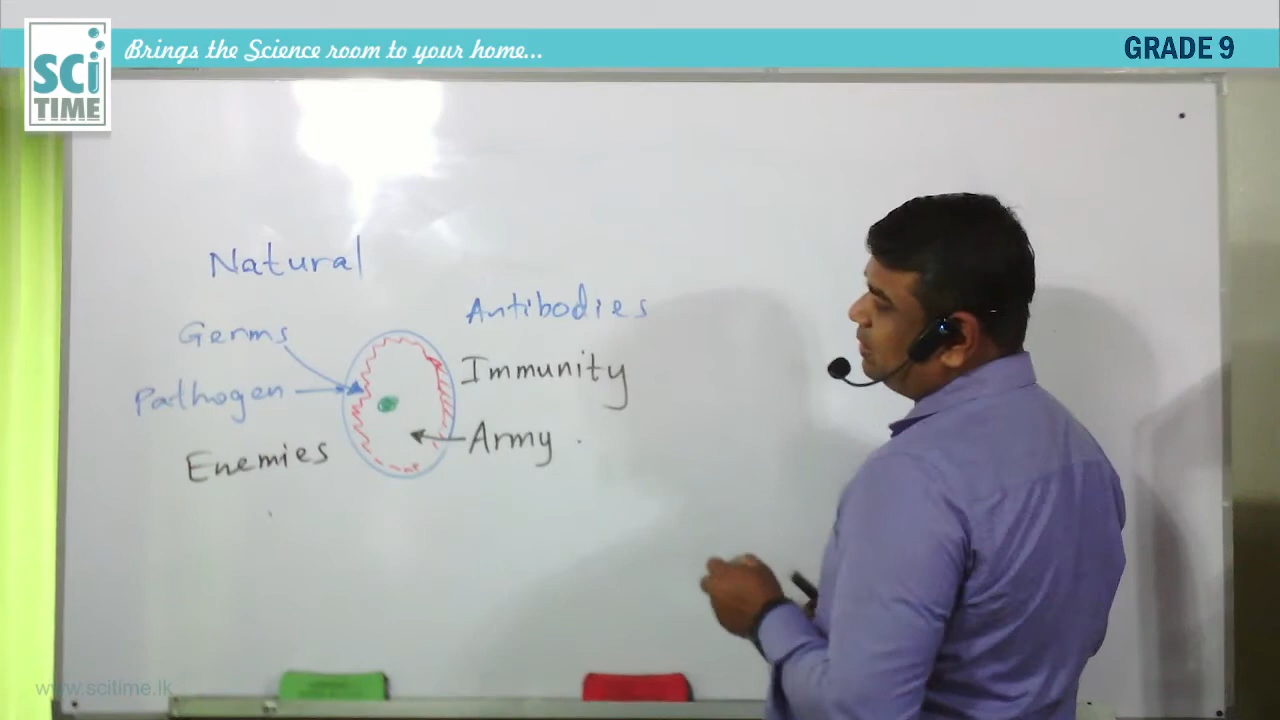 SCi
TIME
Brings the Science room to your home...
GRADE 9
Natural
Germs
Antibodies
Immunity
Pathogen
Army
Enemies
www.scitime.lk